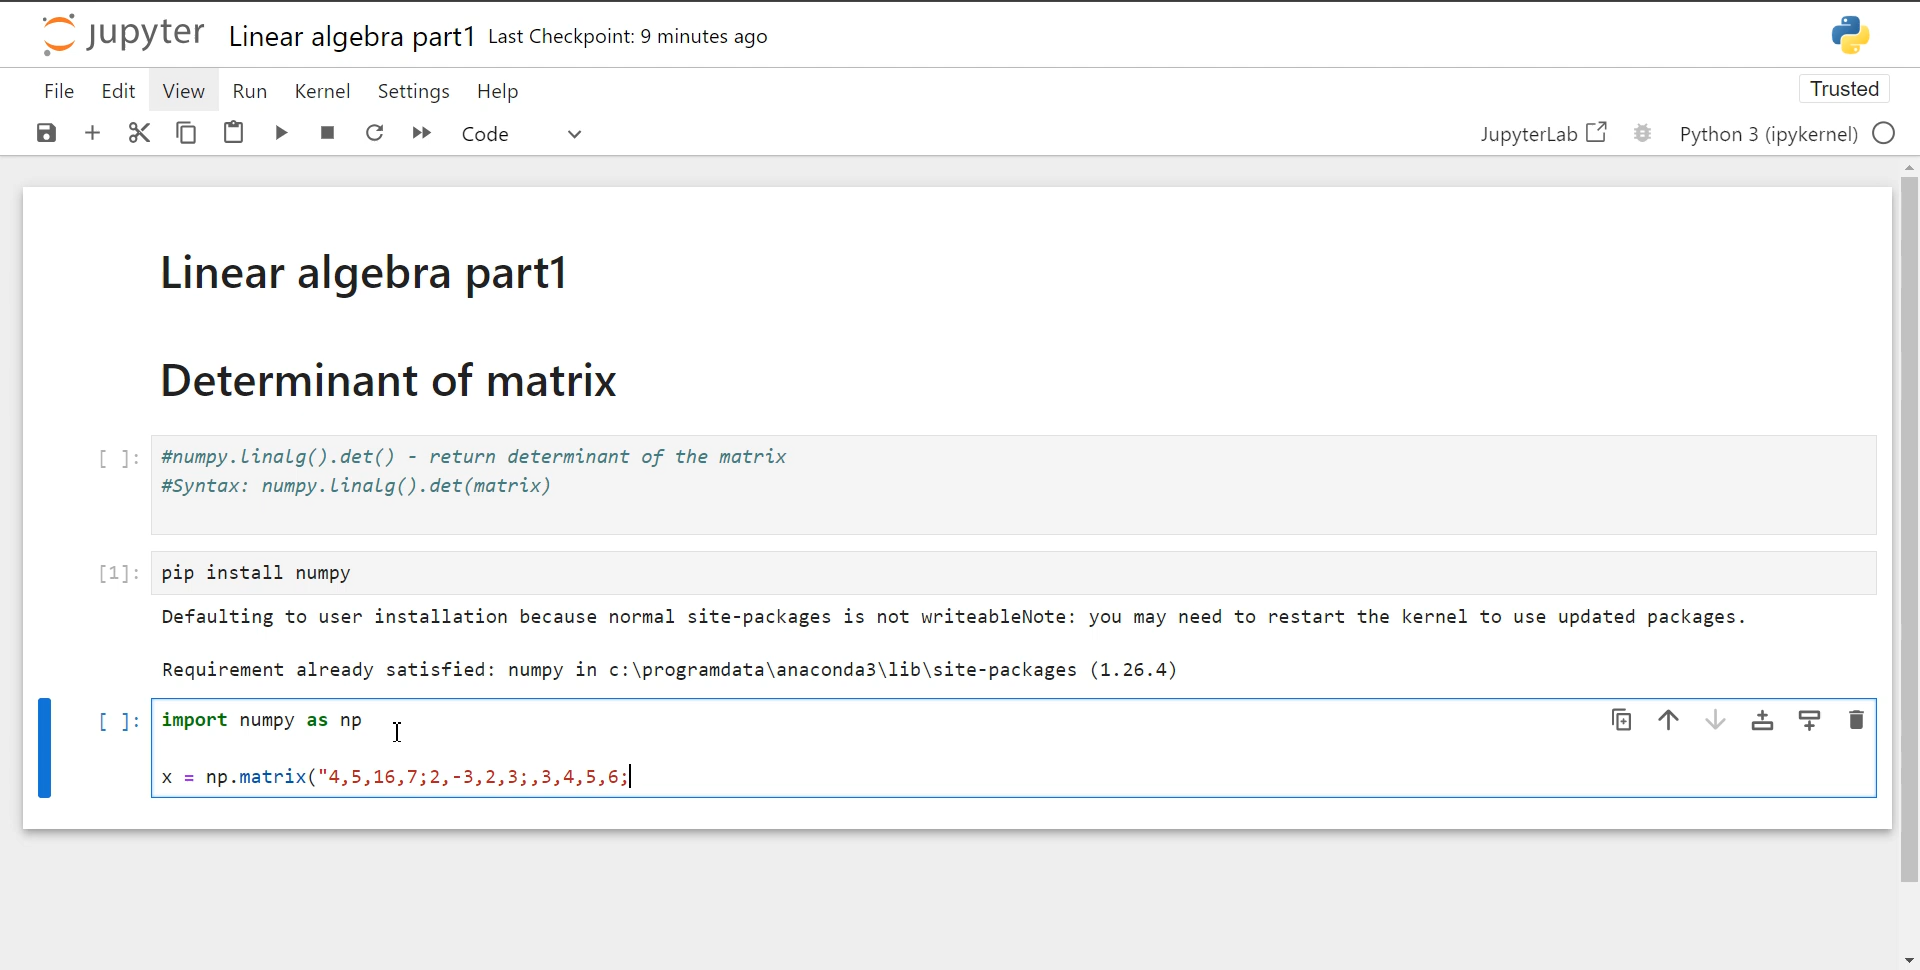 jupyter Linear algebra part1 Last Checkpoint: 9 minutes ago
File Edit View Run Kernel Settings Help Trusted
Code JupyterLab Python 3 (ipykernel)
Linear algebra part1
Determinant of matrix
[ ]: #numpy.linalg().det() - return determinant of the matrix
#Syntax: numpy.linalg().det(matrix)
[1]: pip install numpy
Defaulting to user installation because normal site-packages is not writeableNote: you may need to restart the kernel to use updated packages.
Requirement already satisfied: numpy in c:\programdata\anaconda3\lib\site-packages (1.26.4)
[ ]: import numpy as np
x = np.matrix("4,5,16,7;2,-3,2,3;,3,4,5,6;